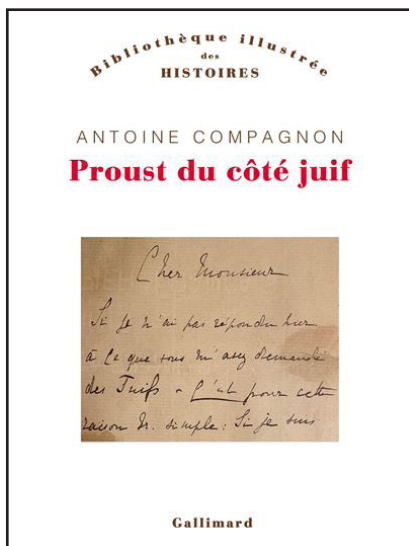 Bibliothèque illustrée
des
HISTOIRES
ANTOINE COMPAGNON
Proust du côté juif
Cher Monsieur
Si je n'ai pas répondu hier
à ce que vous m'avez demandé
des Juifs - C'est pour cette
raison tr. simple : Si je suis
Gallimard